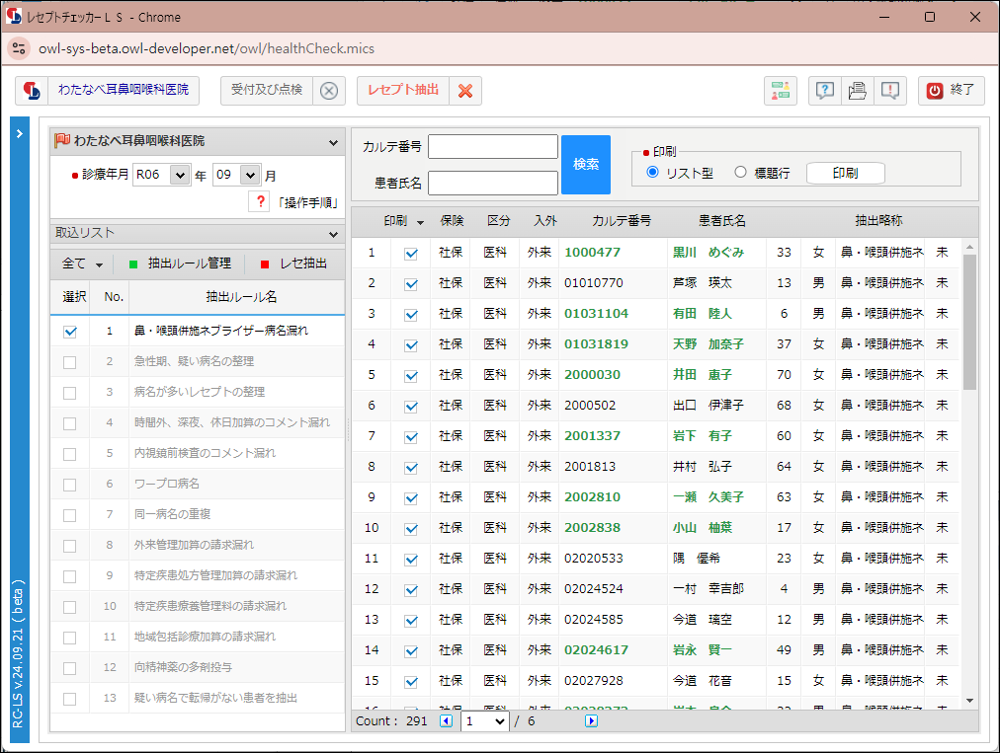 レセプトチェッカーＬＳ - Chrome
owl-sys-beta.owl-developer.net/owl/healthCheck.mics
わたなべ耳鼻咽喉科医院 受付及び点検 レセプト抽出 終了
わたなべ耳鼻咽喉科医院
診療年月 R06 年 09 月
? 「操作手順」
取込リスト
全て 抽出ルール管理 レセ抽出
選択 No. 抽出ルール名
1 鼻・喉頭併施ネブライザー病名漏れ
2 急性期、疑い病名の整理
3 病名が多いレセプトの整理
4 時間外、深夜、休日加算のコメント漏れ
5 内視鏡前検査のコメント漏れ
6 ワープロ病名
7 同一病名の重複
8 外来管理加算の請求漏れ
9 特定疾患処方管理加算の請求漏れ
10 特定疾患療養管理料の請求漏れ
11 地域包括診療加算の請求漏れ
12 向精神薬の多剤投与
13 疑い病名で転帰がない患者を抽出
RC-LS v.24.09.21 ( beta )
カルテ番号
患者氏名
検索
印刷
リスト型 標題行 印刷
印刷 保険 区分 入外 カルテ番号 患者氏名 抽出略称
1 社保 医科 外来 1000477 黒川 めぐみ 33 女 鼻・喉頭併施ネ 未
2 社保 医科 外来 01010770 芦塚 瑛太 13 男 鼻・喉頭併施ネ 未
3 社保 医科 外来 01031104 有田 陸人 6 男 鼻・喉頭併施ネ 未
4 社保 医科 外来 01031819 天野 加奈子 37 女 鼻・喉頭併施ネ 未
5 社保 医科 外来 2000030 井田 恵子 70 女 鼻・喉頭併施ネ 未
6 社保 医科 外来 2000502 出口 伊津子 68 女 鼻・喉頭併施ネ 未
7 社保 医科 外来 2001337 岩下 有子 60 女 鼻・喉頭併施ネ 未
8 社保 医科 外来 2001813 井村 弘子 64 女 鼻・喉頭併施ネ 未
9 社保 医科 外来 2002810 一瀬 久美子 63 女 鼻・喉頭併施ネ 未
10 社保 医科 外来 2002838 小山 柚葉 17 女 鼻・喉頭併施ネ 未
11 社保 医科 外来 02020533 隈 優希 23 女 鼻・喉頭併施ネ 未
12 社保 医科 外来 02024524 一村 幸吉郎 4 男 鼻・喉頭併施ネ 未
13 社保 医科 外来 02024585 今道 璃空 12 男 鼻・喉頭併施ネ 未
14 社保 医科 外来 02024617 岩永 賢一 49 男 鼻・喉頭併施ネ 未
15 社保 医科 外来 02027928 今道 花音 15 女 鼻・喉頭併施ネ 未
Count : 291 1 / 6